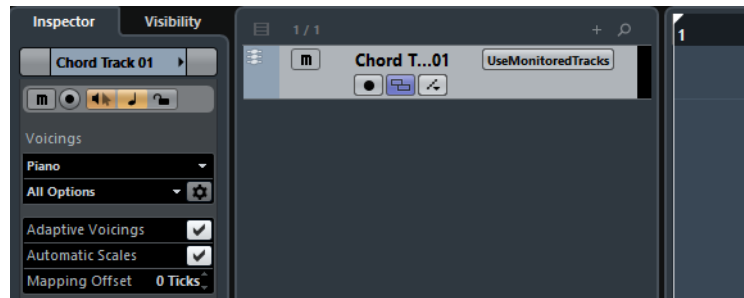 Inspector
Visibility
1 / 1
1
Chord Track 01
m
Chord T...01
UseMonitoredTracks
m
Voicings
Piano
All Options
Adaptive Voicings
Automatic Scales
Mapping Offset 0 Ticks